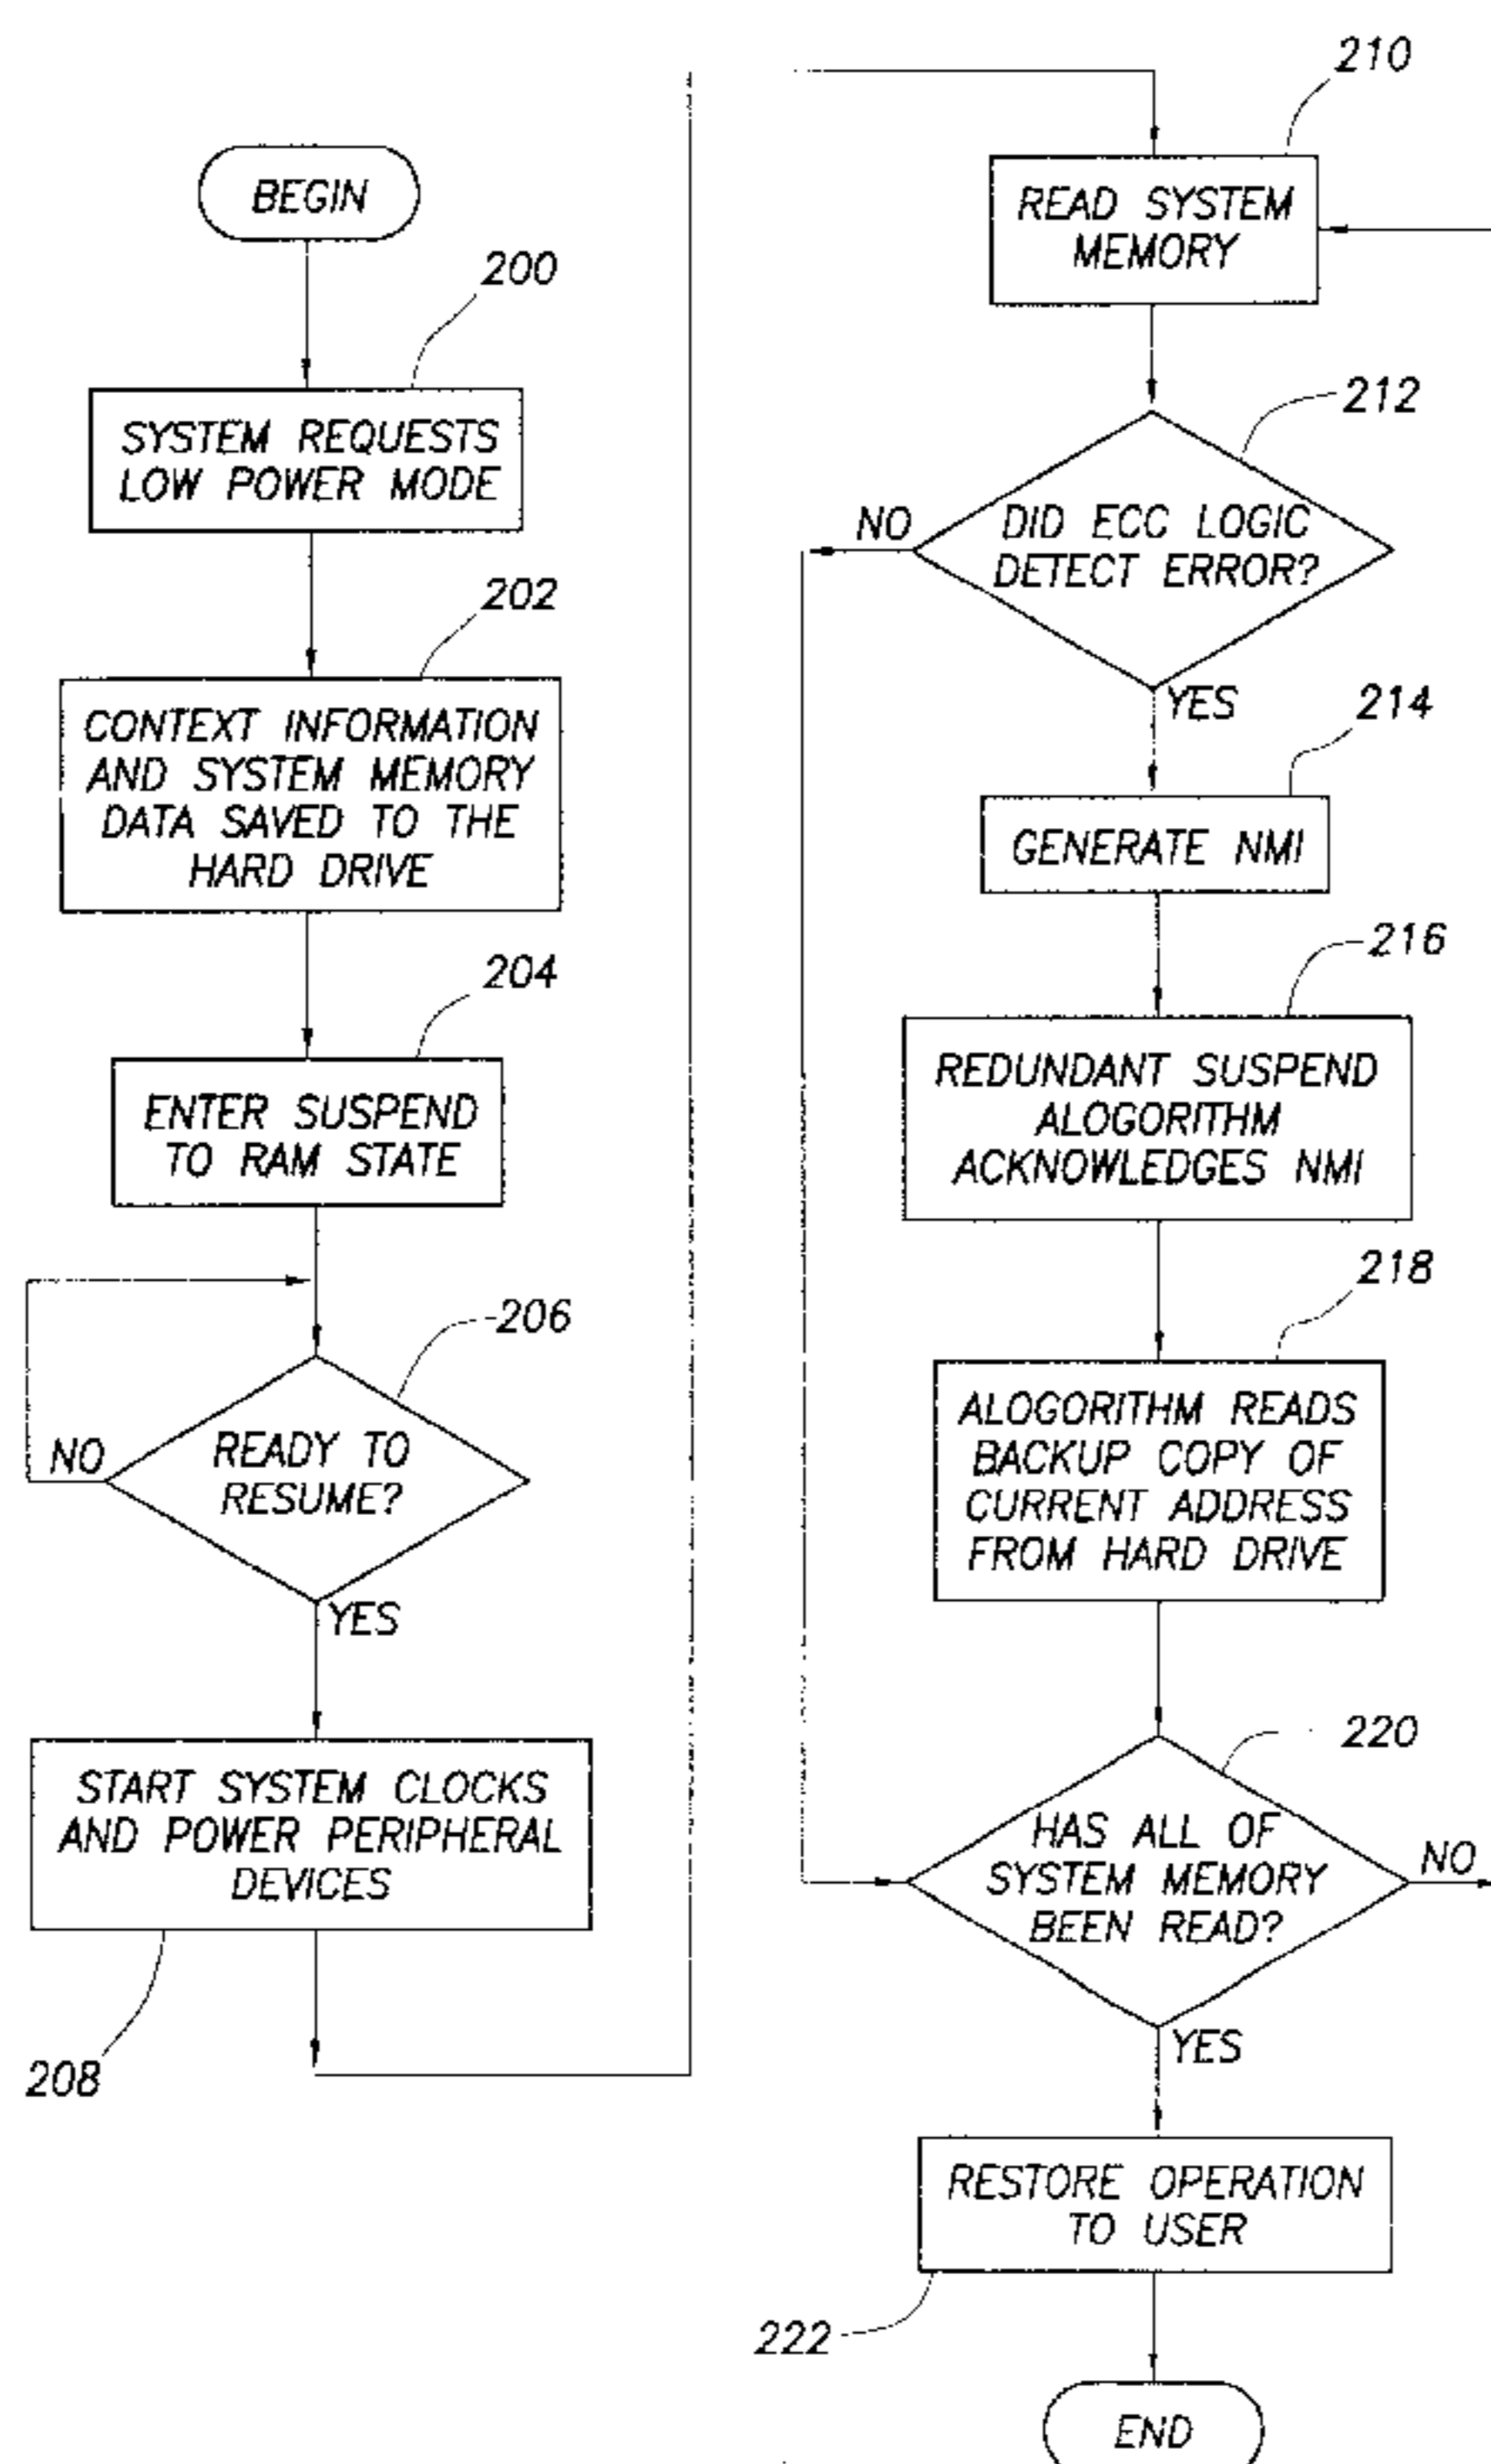 BEGIN
200
SYSTEM REQUESTS
LOW POWER MODE
202
CONTEXT INFORMATION
AND SYSTEM MEMORY
DATA SAVED TO THE
HARD DRIVE
204
ENTER SUSPEND
TO RAM STATE
206
READY TO
RESUME?
NO
YES
START SYSTEM CLOCKS
AND POWER PERIPHERAL
DEVICES
208
210
READ SYSTEM
MEMORY
212
DID ECC LOGIC
DETECT ERROR?
NO
YES
214
GENERATE NMI
216
REDUNDANT SUSPEND
ALOGORITHM
ACKNOWLEDGES NMI
218
ALOGORITHM READS
BACKUP COPY OF
CURRENT ADDRESS
FROM HARD DRIVE
220
HAS ALL OF
SYSTEM MEMORY
BEEN READ?
NO
YES
RESTORE OPERATION
TO USER
222
END